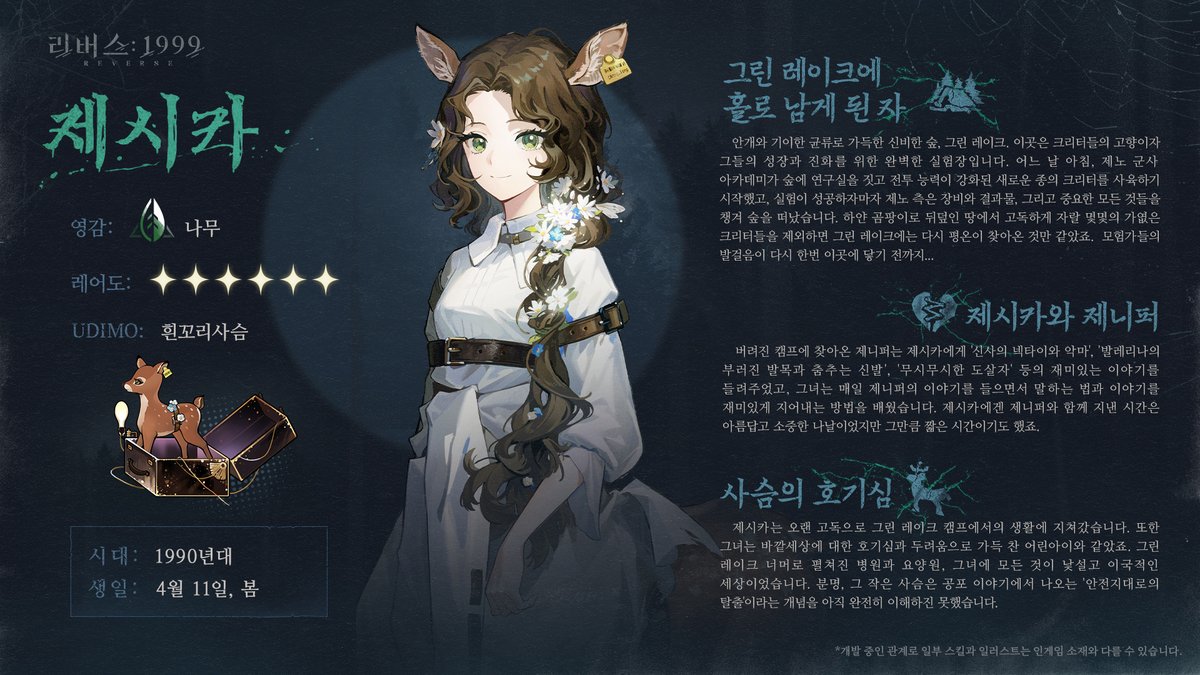 리버스: 1999
REVERSE
제시카
영감: 나무
레어도:
UDIMO: 흰꼬리사슴
시대: 1990년대
생일: 4월 11일, 봄
그린 레이크에
홀로 남게 된 자
안개와 기이한 균류로 가득한 신비한 숲, 그린 레이크. 이곳은 크리터들의 고향이자
그들의 성장과 진화를 위한 완벽한 실험장입니다. 어느 날 아침, 제노 군사
아카데미가 숲에 연구실을 짓고 전투 능력이 강화된 새로운 종의 크리터를 사육하기
시작했고, 실험이 성공하자마자 제노 측은 장비와 결과물, 그리고 중요한 모든 것들을
챙겨 숲을 떠났습니다. 하얀 곰팡이로 뒤덮인 땅에서 고독하게 자랄 몇몇의 가엾은
크리터들을 제외하면 그린 레이크에는 다시 평온이 찾아온 것만 같았죠. 모험가들의
발걸음이 다시 한번 이곳에 닿기 전까지...
제시카와 제니퍼
버려진 캠프에 찾아온 제니퍼는 제시카에게 '신사의 넥타이와 악마', '발레리나의
부러진 발목과 춤추는 신발', '무시무시한 도살자' 등의 재미있는 이야기를
들려주었고, 그녀는 매일 제니퍼의 이야기를 들으면서 말하는 법과 이야기를
재미있게 지어내는 방법을 배웠습니다. 제시카에겐 제니퍼와 함께 지낸 시간은
아름답고 소중한 나날이었지만 그만큼 짧은 시간이기도 했죠.
사슴의 호기심
제시카는 오랜 고독으로 그린 레이크 캠프에서의 생활에 지쳐갔습니다. 또한
그녀는 바깥세상에 대한 호기심과 두려움으로 가득 찬 어린아이와 같았죠. 그린
레이크 너머로 펼쳐진 병원과 요양원, 그녀에 모든 것이 낯설고 이국적인
세상이었습니다. 분명, 그 작은 사슴은 공포 이야기에서 나오는 '안전지대로의
탈출'이라는 개념을 아직 완전히 이해하진 못했습니다.
*개발 중인 관계로 일부 스킬과 일러스트는 인게임 소재와 다를 수 있습니다.